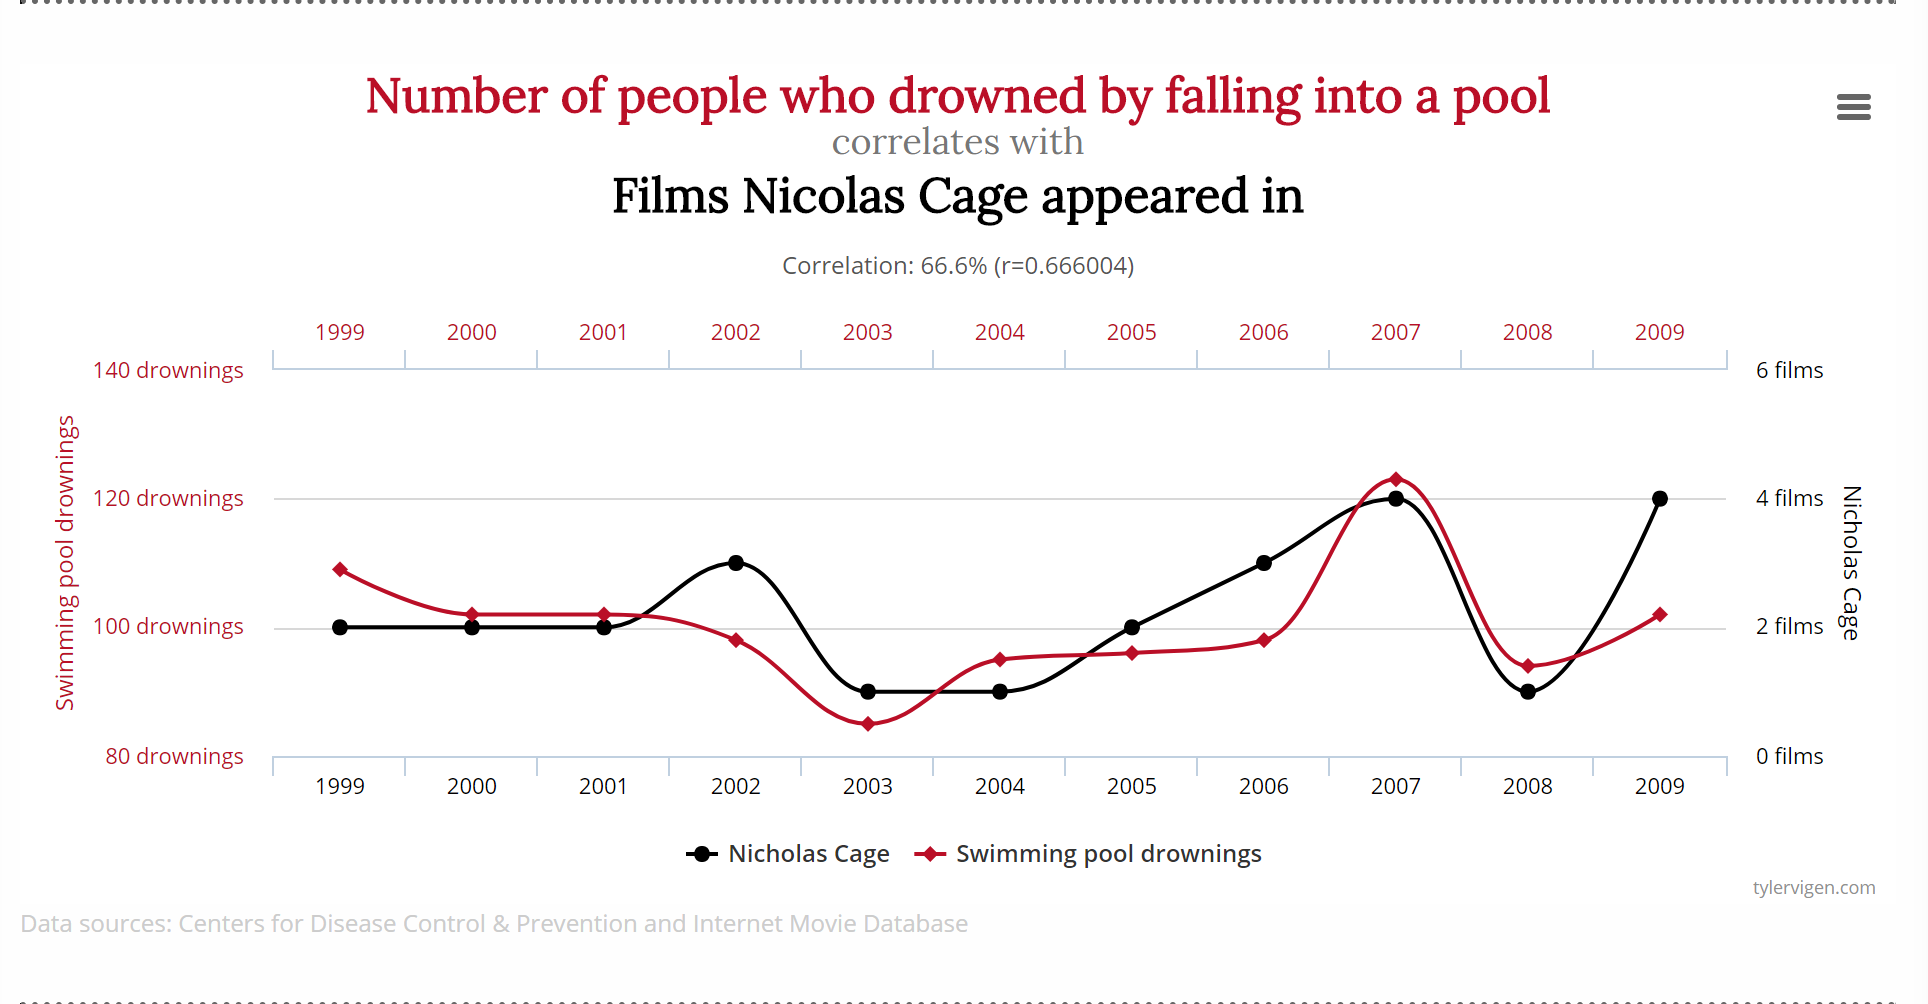 Number of people who drowned by falling into a pool
correlates with
Films Nicolas Cage appeared in
Correlation: 66.6% (r=0.666004)
1999 2000 2001 2002 2003 2004 2005 2006 2007 2008 2009
140 drownings 6 films
120 drownings 4 films
100 drownings 2 films
80 drownings 0 films
Swimming pool drownings
Nicholas Cage
1999 2000 2001 2002 2003 2004 2005 2006 2007 2008 2009
Nicholas Cage Swimming pool drownings
tylervigen.com
Data sources: Centers for Disease Control & Prevention and Internet Movie Database